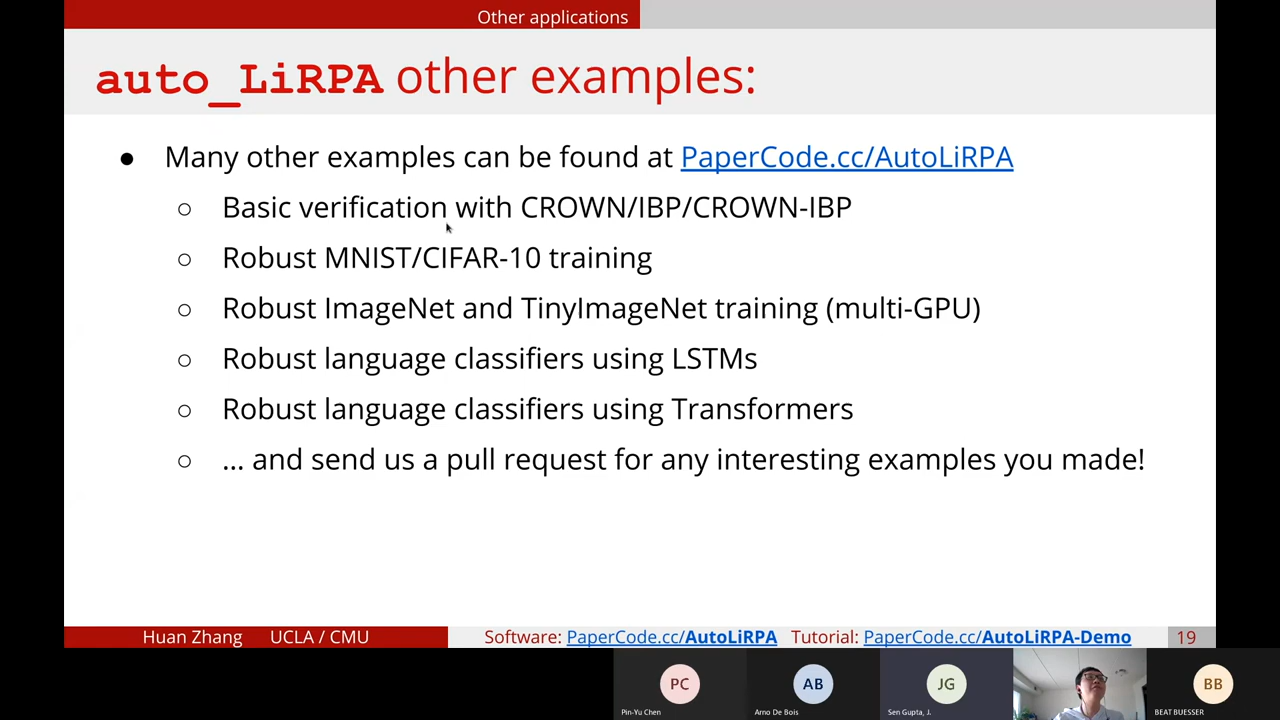 Other applications
auto_LiRPA other examples:
● Many other examples can be found at PaperCode.cc/AutoLiRPA
○ Basic verification with CROWN/IBP/CROWN-IBP
○ Robust MNIST/CIFAR-10 training
○ Robust ImageNet and TinyImageNet training (multi-GPU)
○ Robust language classifiers using LSTMs
○ Robust language classifiers using Transformers
○ ... and send us a pull request for any interesting examples you made!
Huan Zhang UCLA / CMU Software: PaperCode.cc/AutoLiRPA Tutorial: PaperCode.cc/AutoLiRPA-Demo 19
PC AB JG BB
Pin-Yu Chen Arno De Bois Sen Gupta, J. BEAT BUESSER